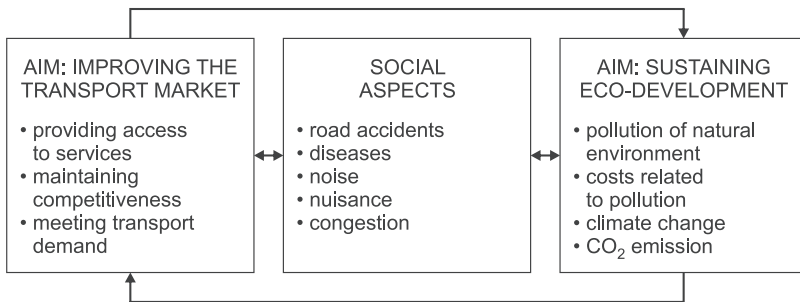 AIM: IMPROVING THE
TRANSPORT MARKET
• providing access
to services
• maintaining
competitiveness
• meeting transport
demand
SOCIAL
ASPECTS
• road accidents
• diseases
• noise
• nuisance
• congestion
AIM: SUSTAINING
ECO-DEVELOPMENT
• pollution of natural
environment
• costs related
to pollution
• climate change
• CO₂ emission